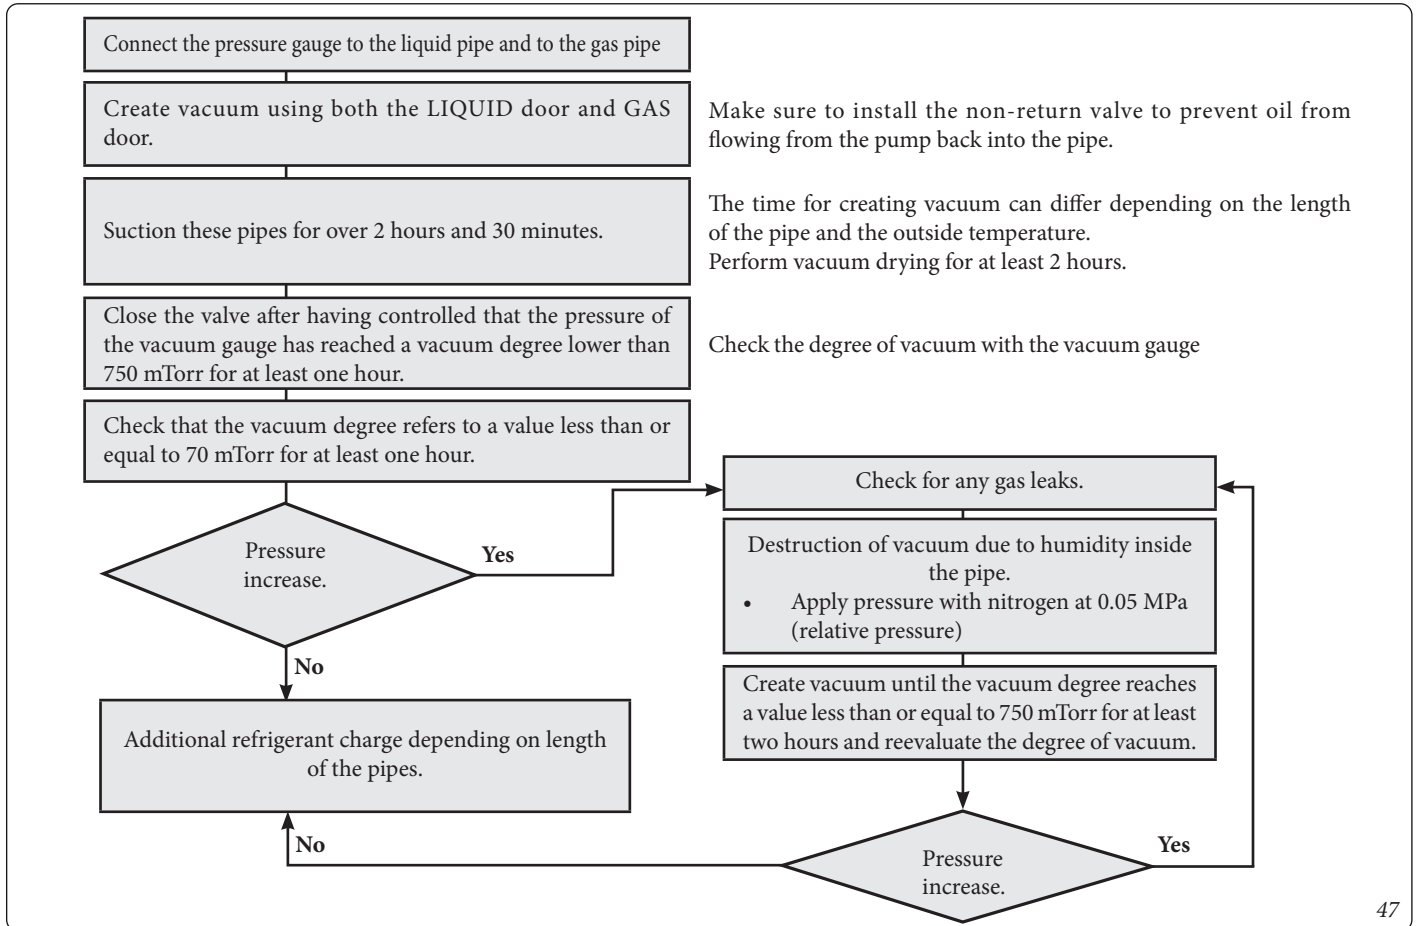 Connect the pressure gauge to the liquid pipe and to the gas pipe
Create vacuum using both the LIQUID door and GAS
door.
Make sure to install the non-return valve to prevent oil from
flowing from the pump back into the pipe.
Suction these pipes for over 2 hours and 30 minutes.
The time for creating vacuum can differ depending on the length
of the pipe and the outside temperature.
Perform vacuum drying for at least 2 hours.
Close the valve after having controlled that the pressure of
the vacuum gauge has reached a vacuum degree lower than
750 mTorr for at least one hour.
Check the degree of vacuum with the vacuum gauge
Check that the vacuum degree refers to a value less than or
equal to 70 mTorr for at least one hour.
Pressure
increase.
Yes
No
Check for any gas leaks.
Destruction of vacuum due to humidity inside
the pipe.
• Apply pressure with nitrogen at 0.05 MPa
(relative pressure)
Create vacuum until the vacuum degree reaches
a value less than or equal to 750 mTorr for at least
two hours and reevaluate the degree of vacuum.
Additional refrigerant charge depending on length
of the pipes.
No
Pressure
increase.
Yes
47